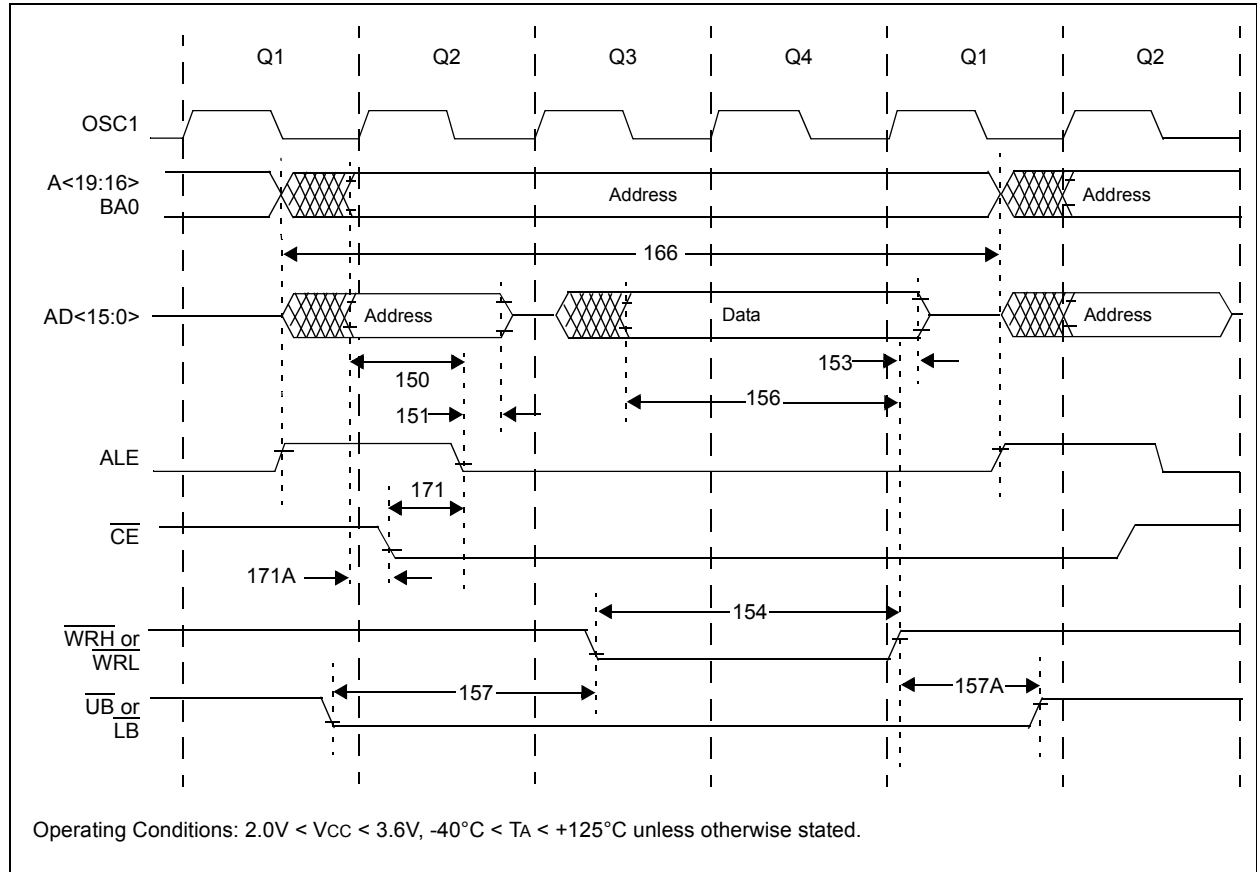 Q1 Q2 Q3 Q4 Q1 Q2
OSC1
A<19:16>
BA0
Address Address
166
AD<15:0>
Address Data Address
150
153
151
156
ALE
171
CE
171A
154
WRH or
WRL
157
157A
UB or
LB
Operating Conditions: 2.0V < VCC < 3.6V, -40°C < TA < +125°C unless otherwise stated.